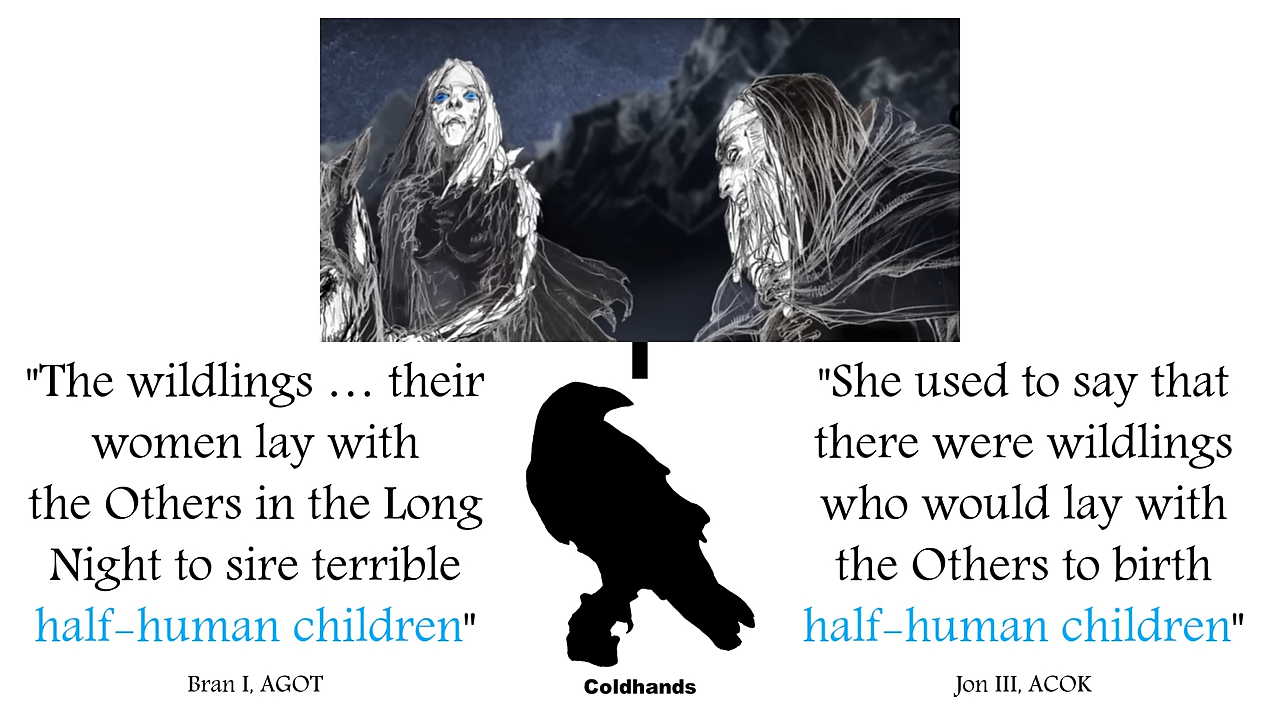 "The wildlings … their
women lay with
the Others in the Long
Night to sire terrible
half-human children"
Bran I, AGOT
Coldhands
"She used to say that
there were wildlings
who would lay with
the Others to birth
half-human children"
Jon III, ACOK